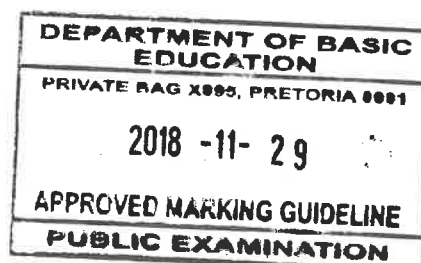 DEPARTMENT OF BASIC
EDUCATION
PRIVATE BAG X895, PRETORIA 0001
2018 -11- 29
APPROVED MARKING GUIDELINE
PUBLIC EXAMINATION